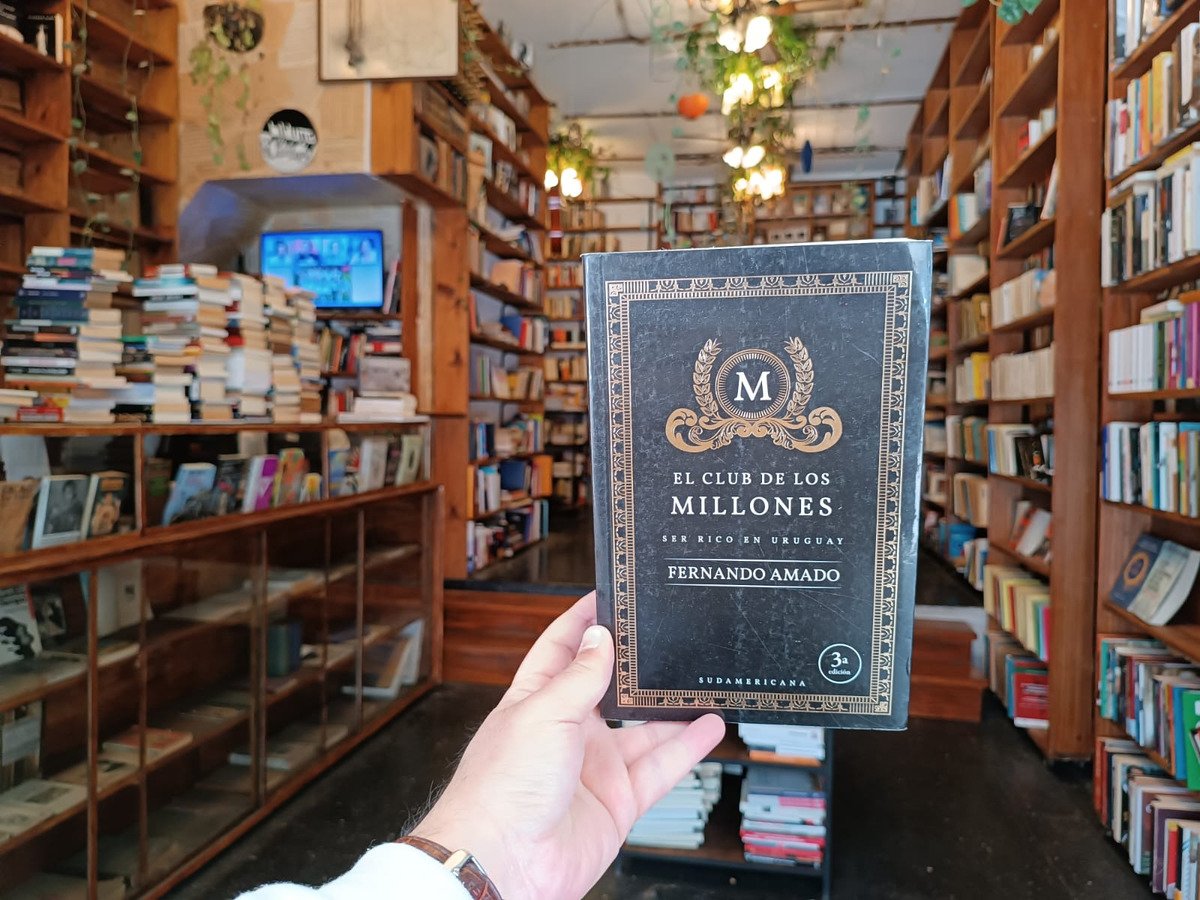 M
EL CLUB DE LOS
MILLONES
SER RICO EN URUGUAY
FERNANDO AMADO
3a
edición
SUDAMERICANA